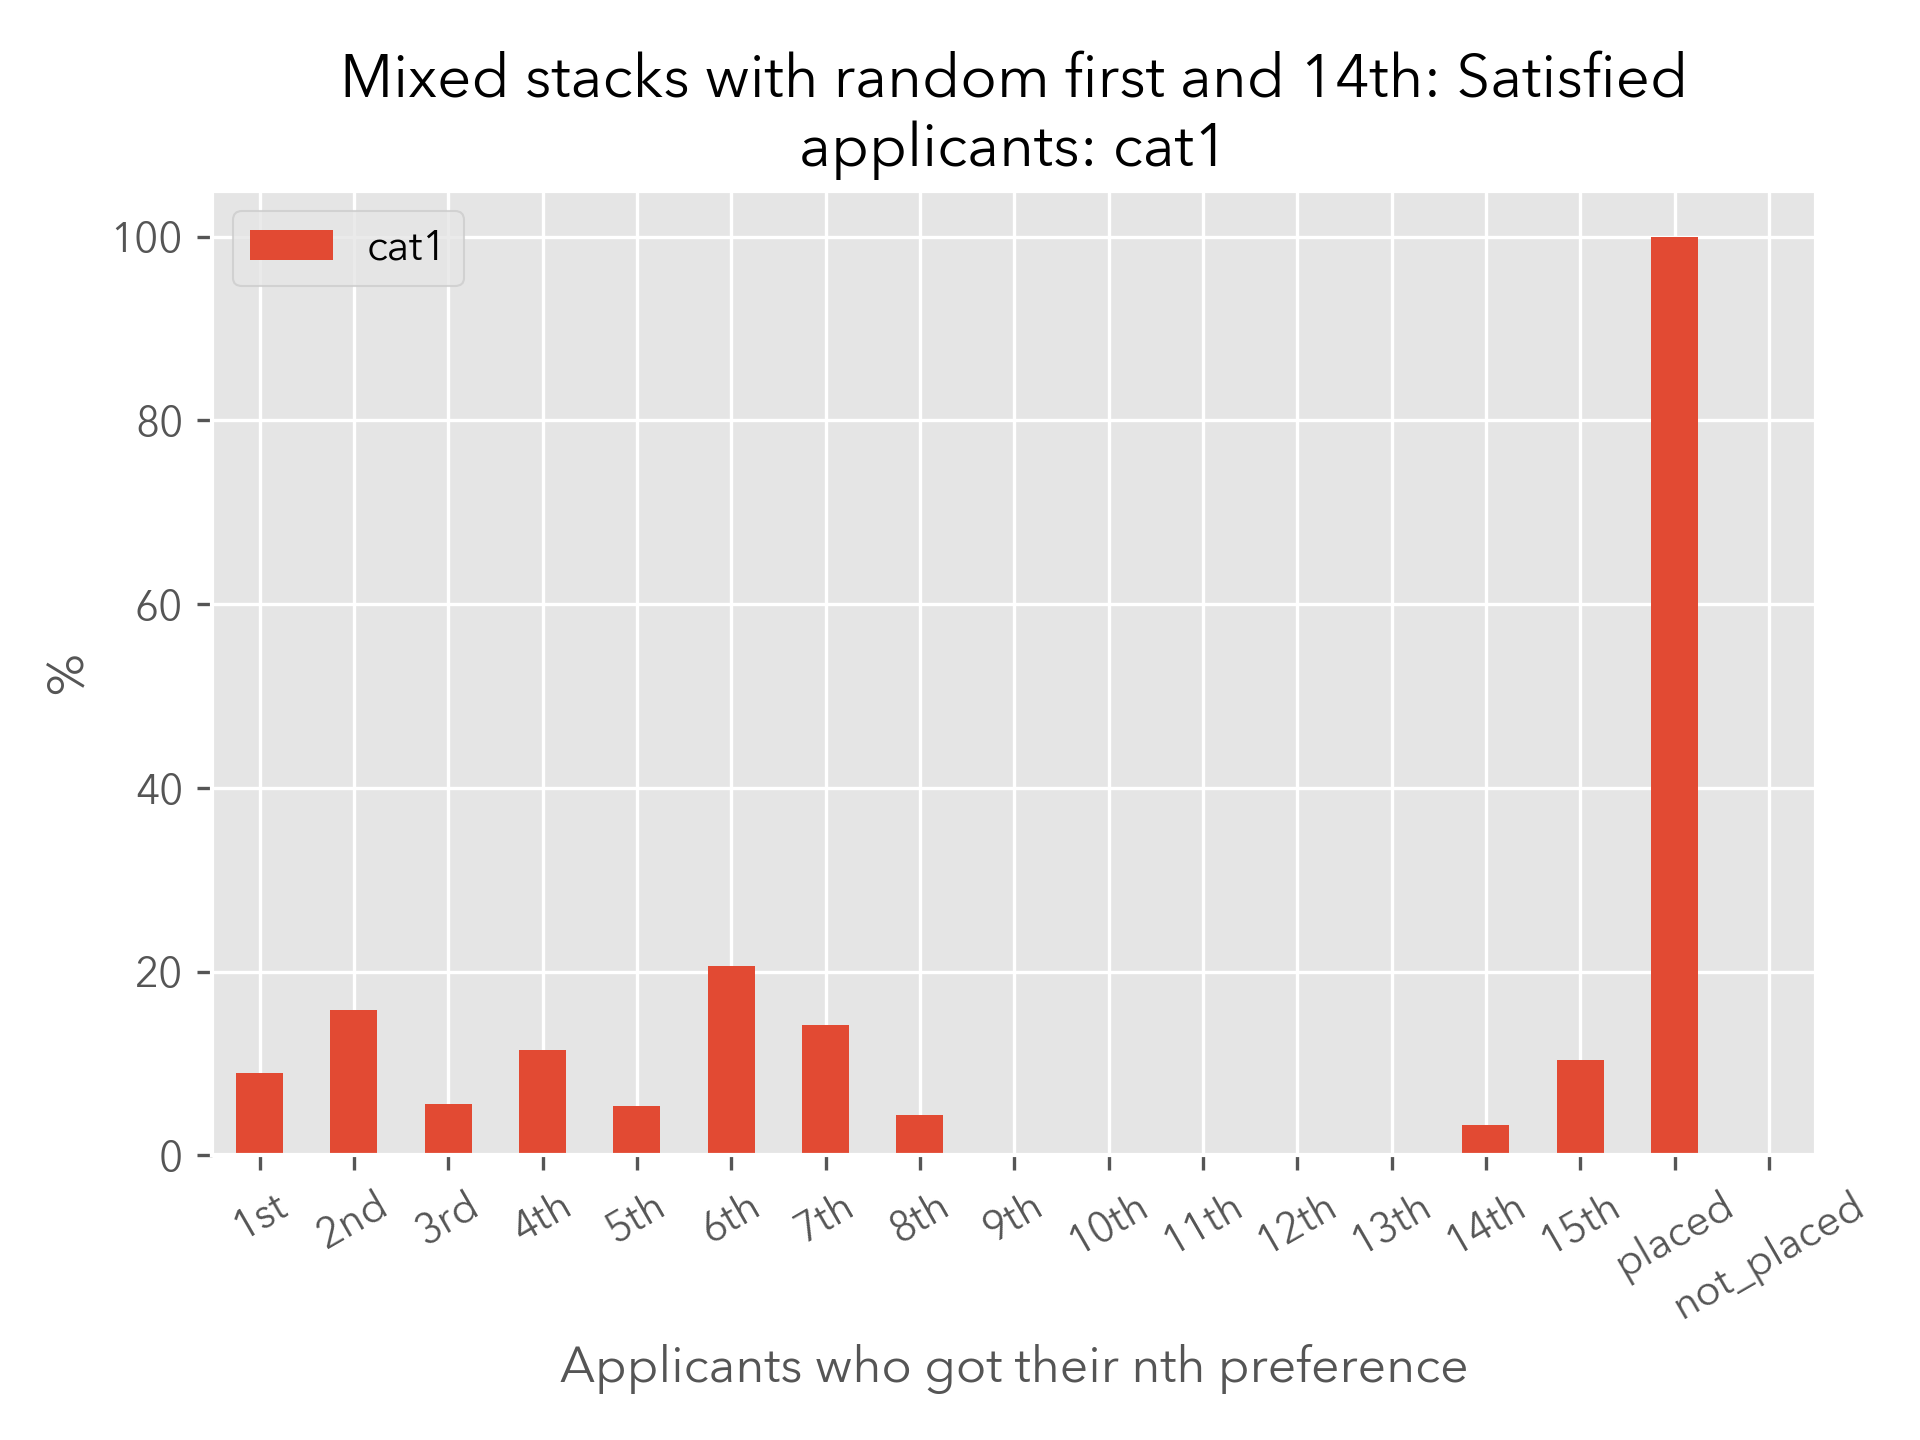 Mixed stacks with random first and 14th: Satisfied
applicants: cat1
cat1
100
80
60
40
20
0
%
1st 2nd 3rd 4th 5th 6th 7th 8th 9th 10th 11th 12th 13th 14th 15th placed not_placed
Applicants who got their nth preference